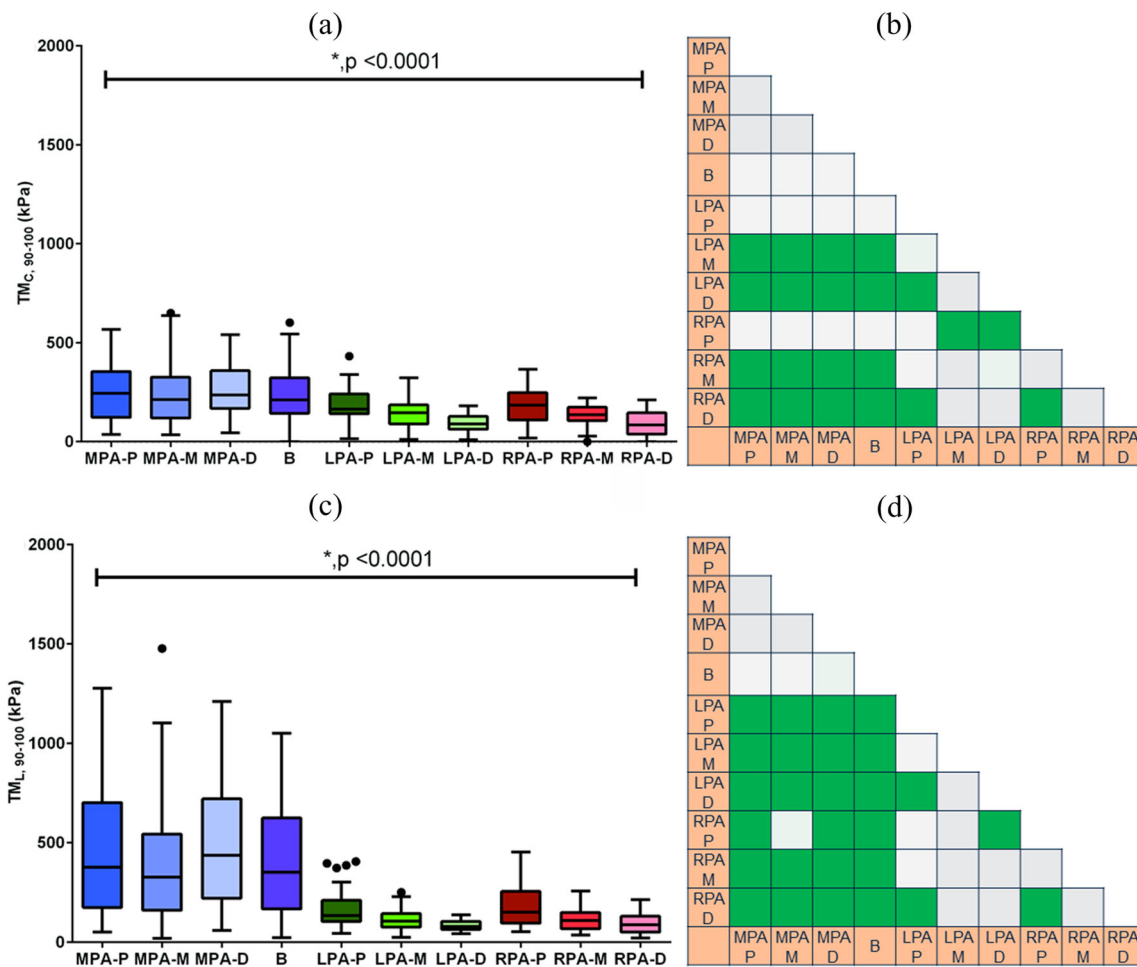 (a)
*,p <0.0001
2000
1500
1000
500
0
TMC, 90-100 (kPa)
MPA-P MPA-M MPA-D B LPA-P LPA-M LPA-D RPA-P RPA-M RPA-D
(b)
MPA
P
MPA
M
MPA
D
B
LPA
P
LPA
M
LPA
D
RPA
P
RPA
M
RPA
D
MPA MPA MPA B LPA LPA LPA RPA RPA RPA
P M D P M D P M D
(c)
*,p <0.0001
2000
1500
1000
500
0
TML, 90-100 (kPa)
MPA-P MPA-M MPA-D B LPA-P LPA-M LPA-D RPA-P RPA-M RPA-D
(d)
MPA
P
MPA
M
MPA
D
B
LPA
P
LPA
M
LPA
D
RPA
P
RPA
M
RPA
D
MPA MPA MPA B LPA LPA LPA RPA RPA RPA
P M D P M D P M D